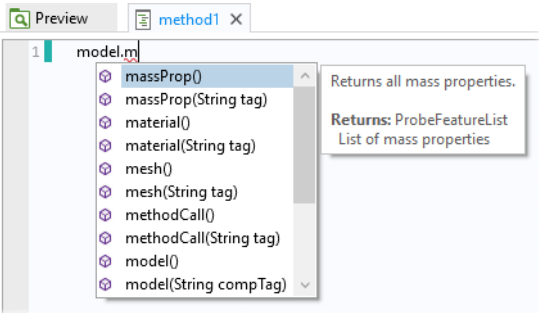 Preview method1
1 model.m
massProp()
massProp(String tag)
material()
material(String tag)
mesh()
mesh(String tag)
methodCall()
methodCall(String tag)
model()
model(String compTag)
Returns all mass properties.
Returns: ProbeFeatureList
List of mass properties